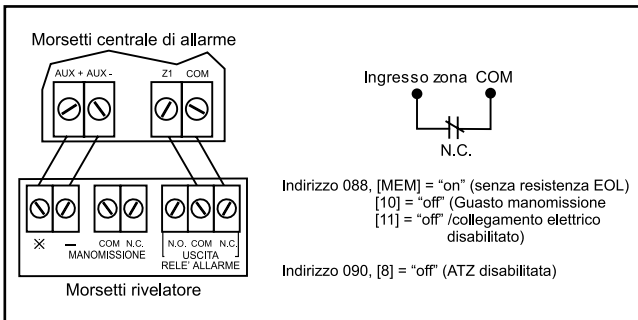 Morsetti centrale di allarme
AUX + AUX -
Z1 COM
Ingresso zona COM
N.C.
Indirizzo 088, [MEM] = “on” (senza resistenza EOL)
[10] = “off” (Guasto manomissione
[11] = “off” /collegamento elettrico
disabilitato)
Indirizzo 090, [8] = “off” (ATZ disabilitata)
COM N.C.
MANOMISSIONE
N.O. COM N.C.
USCITA
RELE' ALLARME
Morsetti rivelatore